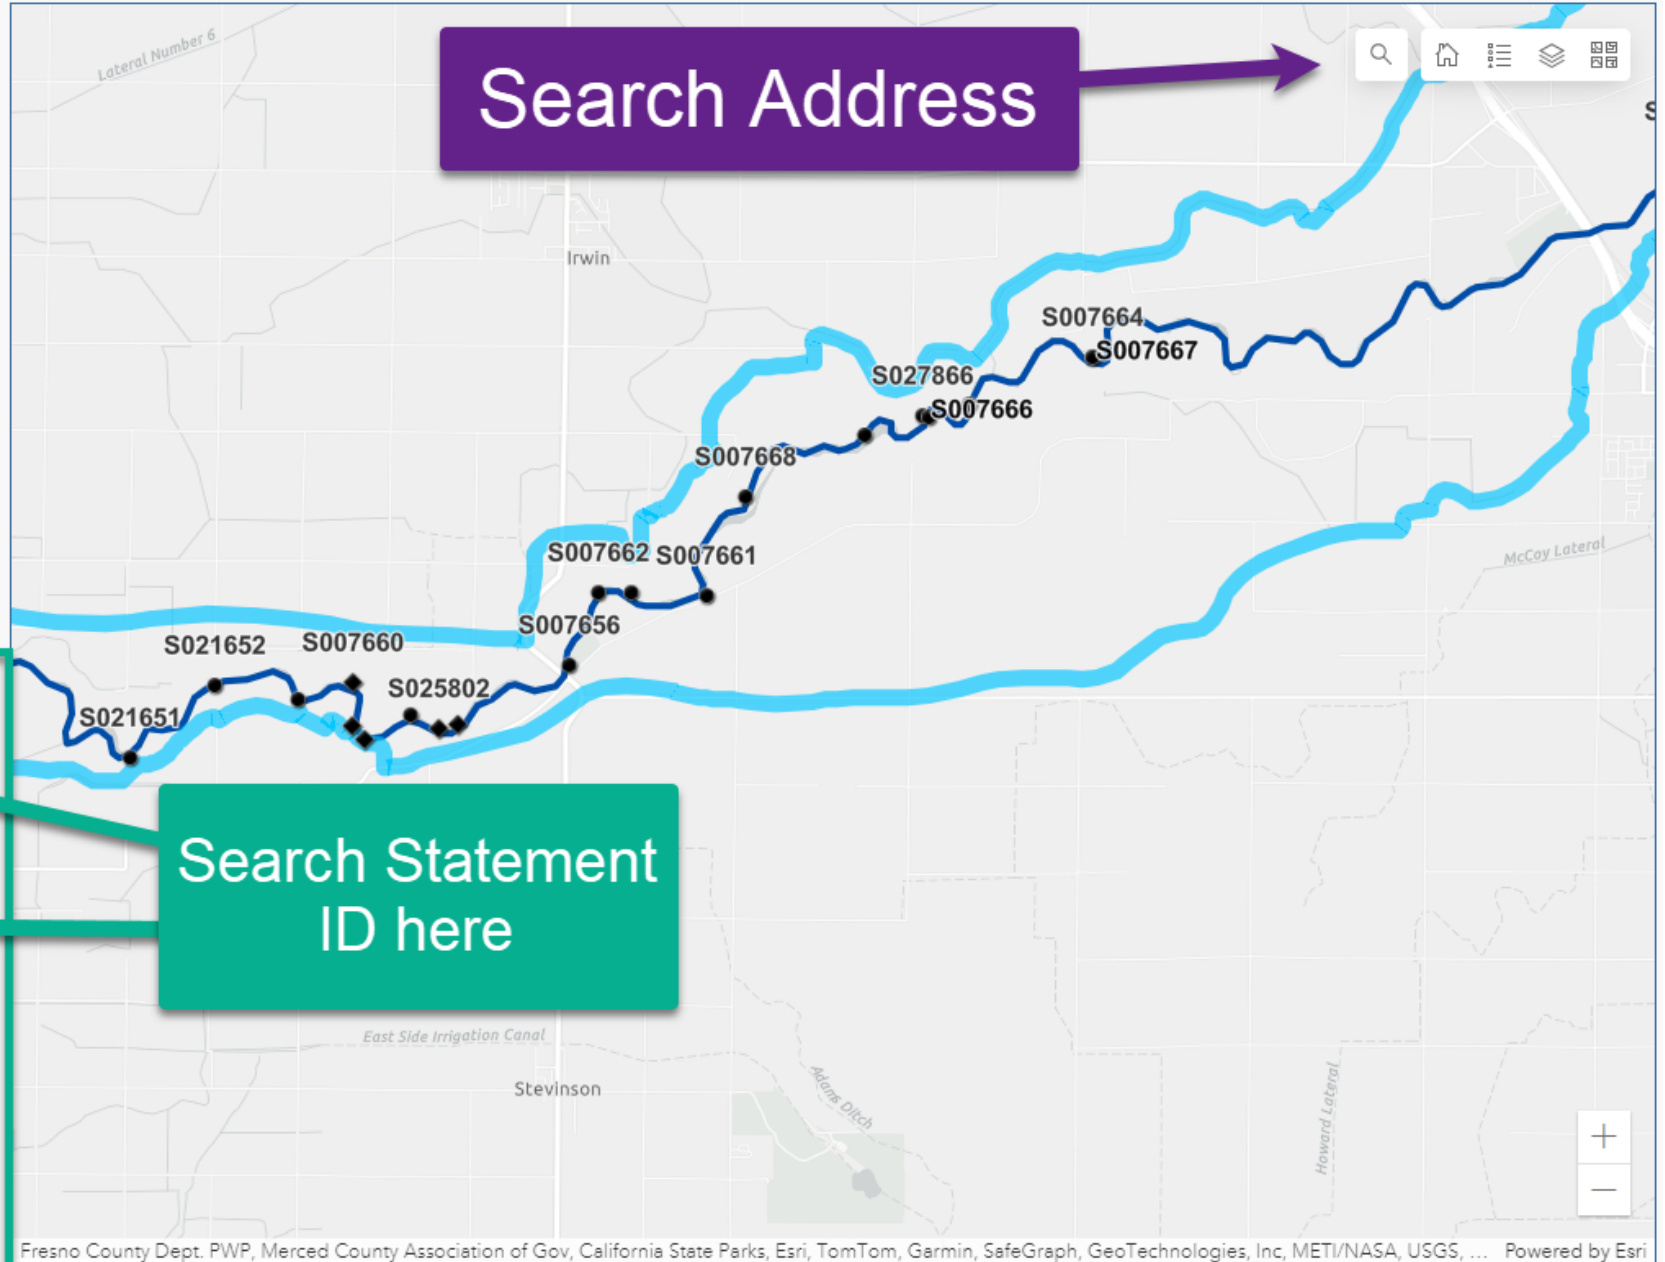 Lateral Number 6
Search Address
S
Irwin
S007664
S007667
S027866
S007666
S007668
S007662
S007661
McCoy Lateral
S007656
S021652
S007660
S025802
S021651
Search Statement
ID here
East Side Irrigation Canal
Stevinson
Adams Ditch
Howard Lateral
Fresno County Dept. PWP, Merced County Association of Gov, California State Parks, Esri, TomTom, Garmin, SafeGraph, GeoTechnologies, Inc, METI/NASA, USGS, ... Powered by Esri